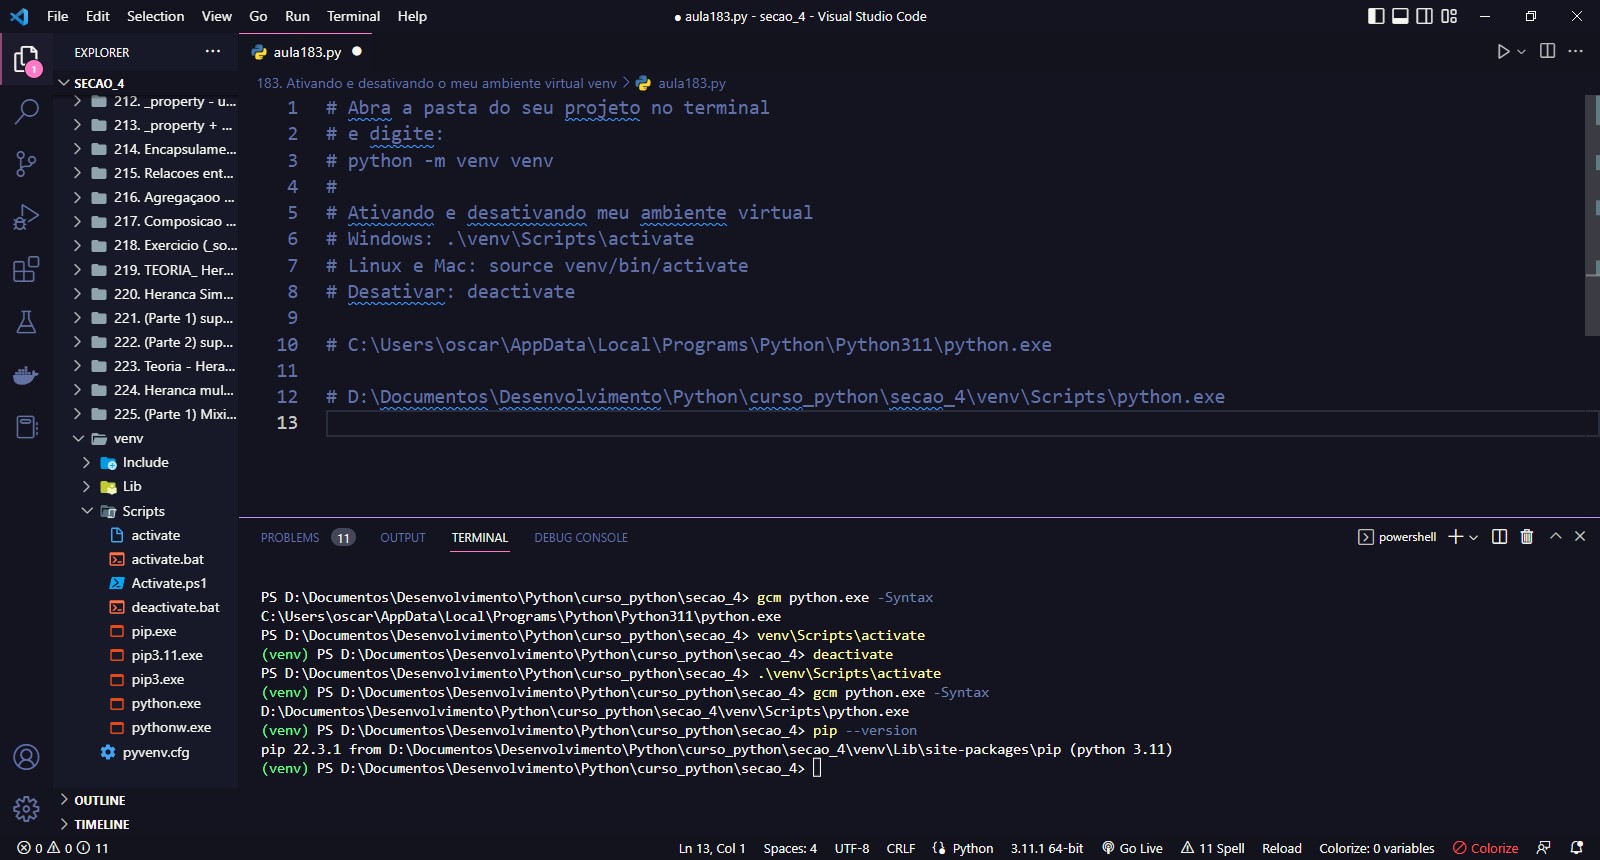 File Edit Selection View Go Run Terminal Help
● aula183.py - secao_4 - Visual Studio Code
EXPLORER
aula183.py
SECAO_4
183. Ativando e desativando o meu ambiente virtual venv > aula183.py
212. _property - u...
213. _property + ...
214. Encapsulame...
215. Relacoes ent...
216. Agregaçaoo ...
217. Composicao ...
218. Exercicio (_so...
219. TEORIA_ Her...
220. Heranca Sim...
221. (Parte 1) sup...
222. (Parte 2) sup...
223. Teoria - Hera...
224. Heranca mul...
225. (Parte 1) Mixi...
venv
Include
Lib
Scripts
activate
activate.bat
Activate.ps1
deactivate.bat
pip.exe
pip3.11.exe
pip3.exe
python.exe
pythonw.exe
pyvenv.cfg
OUTLINE
TIMELINE
1 # Abra a pasta do seu projeto no terminal
2 # e digite:
3 # python -m venv venv
4 #
5 # Ativando e desativando meu ambiente virtual
6 # Windows: .\venv\Scripts\activate
7 # Linux e Mac: source venv/bin/activate
8 # Desativar: deactivate
9
10 # C:\Users\oscar\AppData\Local\Programs\Python\Python311\python.exe
11
12 # D:\Documentos\Desenvolvimento\Python\curso_python\secao_4\venv\Scripts\python.exe
13
PROBLEMS 11 OUTPUT TERMINAL DEBUG CONSOLE powershell
PS D:\Documentos\Desenvolvimento\Python\curso_python\secao_4> gcm python.exe -Syntax
C:\Users\oscar\AppData\Local\Programs\Python\Python311\python.exe
PS D:\Documentos\Desenvolvimento\Python\curso_python\secao_4> venv\Scripts\activate
(venv) PS D:\Documentos\Desenvolvimento\Python\curso_python\secao_4> deactivate
PS D:\Documentos\Desenvolvimento\Python\curso_python\secao_4> .\venv\Scripts\activate
(venv) PS D:\Documentos\Desenvolvimento\Python\curso_python\secao_4> gcm python.exe -Syntax
D:\Documentos\Desenvolvimento\Python\curso_python\secao_4\venv\Scripts\python.exe
(venv) PS D:\Documentos\Desenvolvimento\Python\curso_python\secao_4> pip --version
pip 22.3.1 from D:\Documentos\Desenvolvimento\Python\curso_python\secao_4\venv\Lib\site-packages\pip (python 3.11)
(venv) PS D:\Documentos\Desenvolvimento\Python\curso_python\secao_4>
0 0 11 Ln 13, Col 1 Spaces: 4 UTF-8 CRLF Python 3.11.1 64-bit Go Live 11 Spell Reload Colorize: 0 variables Colorize
1